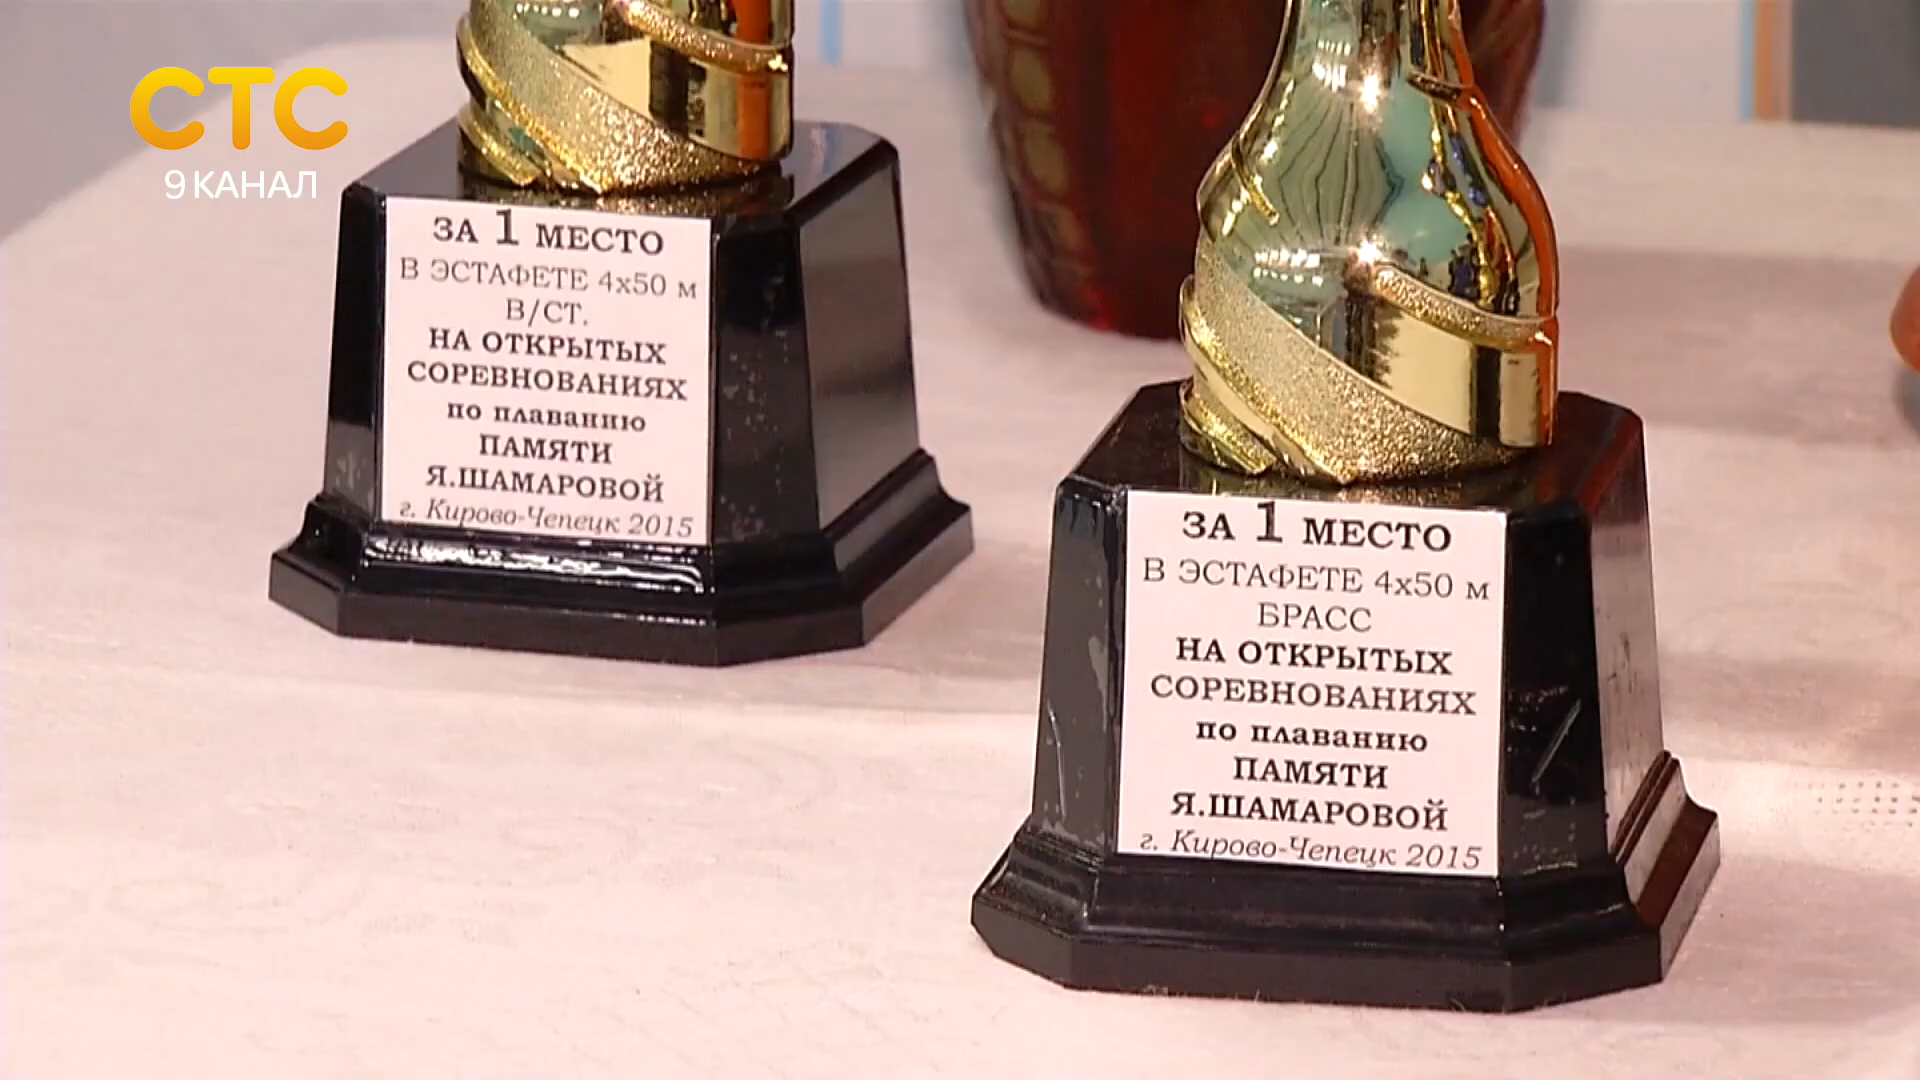 СТС
9 КАНАЛ
ЗА 1 МЕСТО
В ЭСТАФЕТЕ 4х50 м
В/СТ.
НА ОТКРЫТЫХ
СОРЕВНОВАНИЯХ
по плаванию
ПАМЯТИ
Я.ШАМАРОВОЙ
г. Кирово-Чепецк 2015
ЗА 1 МЕСТО
В ЭСТАФЕТЕ 4х50 м
БРАСС
НА ОТКРЫТЫХ
СОРЕВНОВАНИЯХ
по плаванию
ПАМЯТИ
Я.ШАМАРОВОЙ
г. Кирово-Чепецк 2015